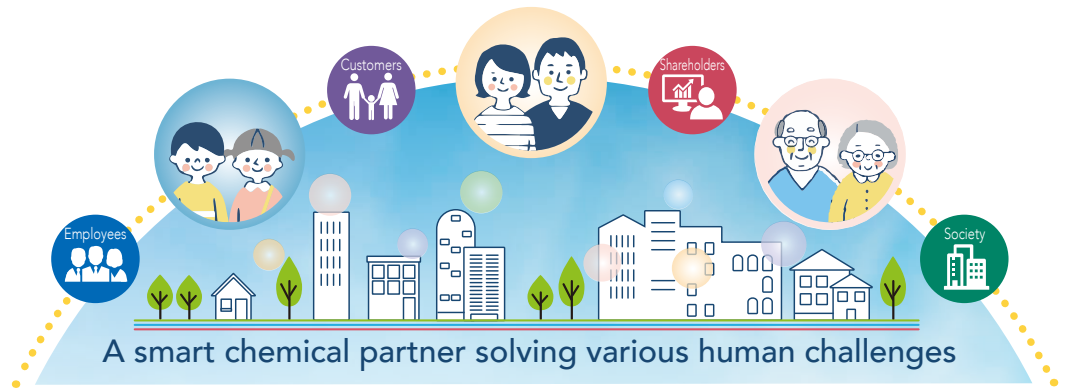 Customers
Shareholders
Employees
Society
A smart chemical partner solving various human challenges